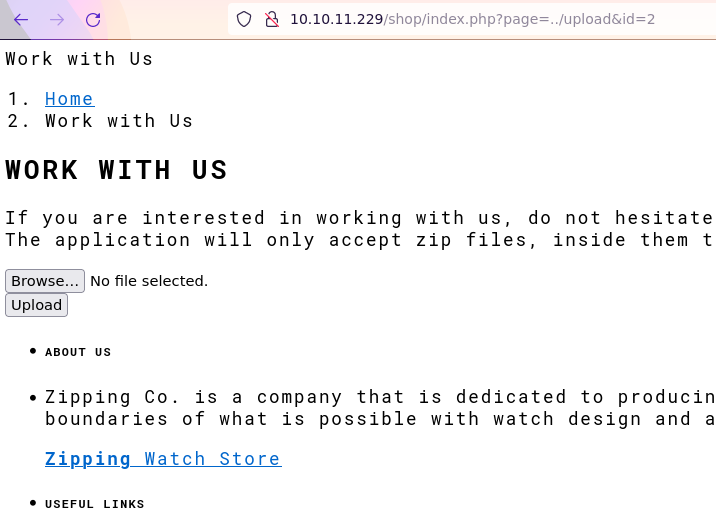 10.10.11.229/shop/index.php?page=../upload&id=2
Work with Us
1. Home
2. Work with Us
WORK WITH US
If you are interested in working with us, do not hesitate
The application will only accept zip files, inside them t
Browse... No file selected.
Upload
• ABOUT US
• Zipping Co. is a company that is dedicated to producin
boundaries of what is possible with watch design and a
Zipping Watch Store
• USEFUL LINKS